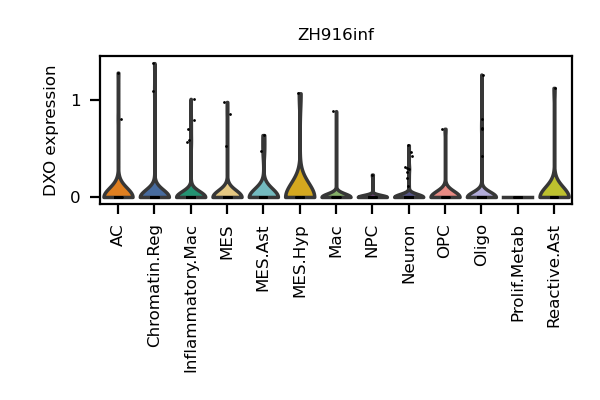 ZH916inf
DXO expression
1
0
AC
Chromatin.Reg
Inflammatory.Mac
MES
MES.Ast
MES.Hyp
Mac
NPC
Neuron
OPC
Oligo
Prolif.Metab
Reactive.Ast